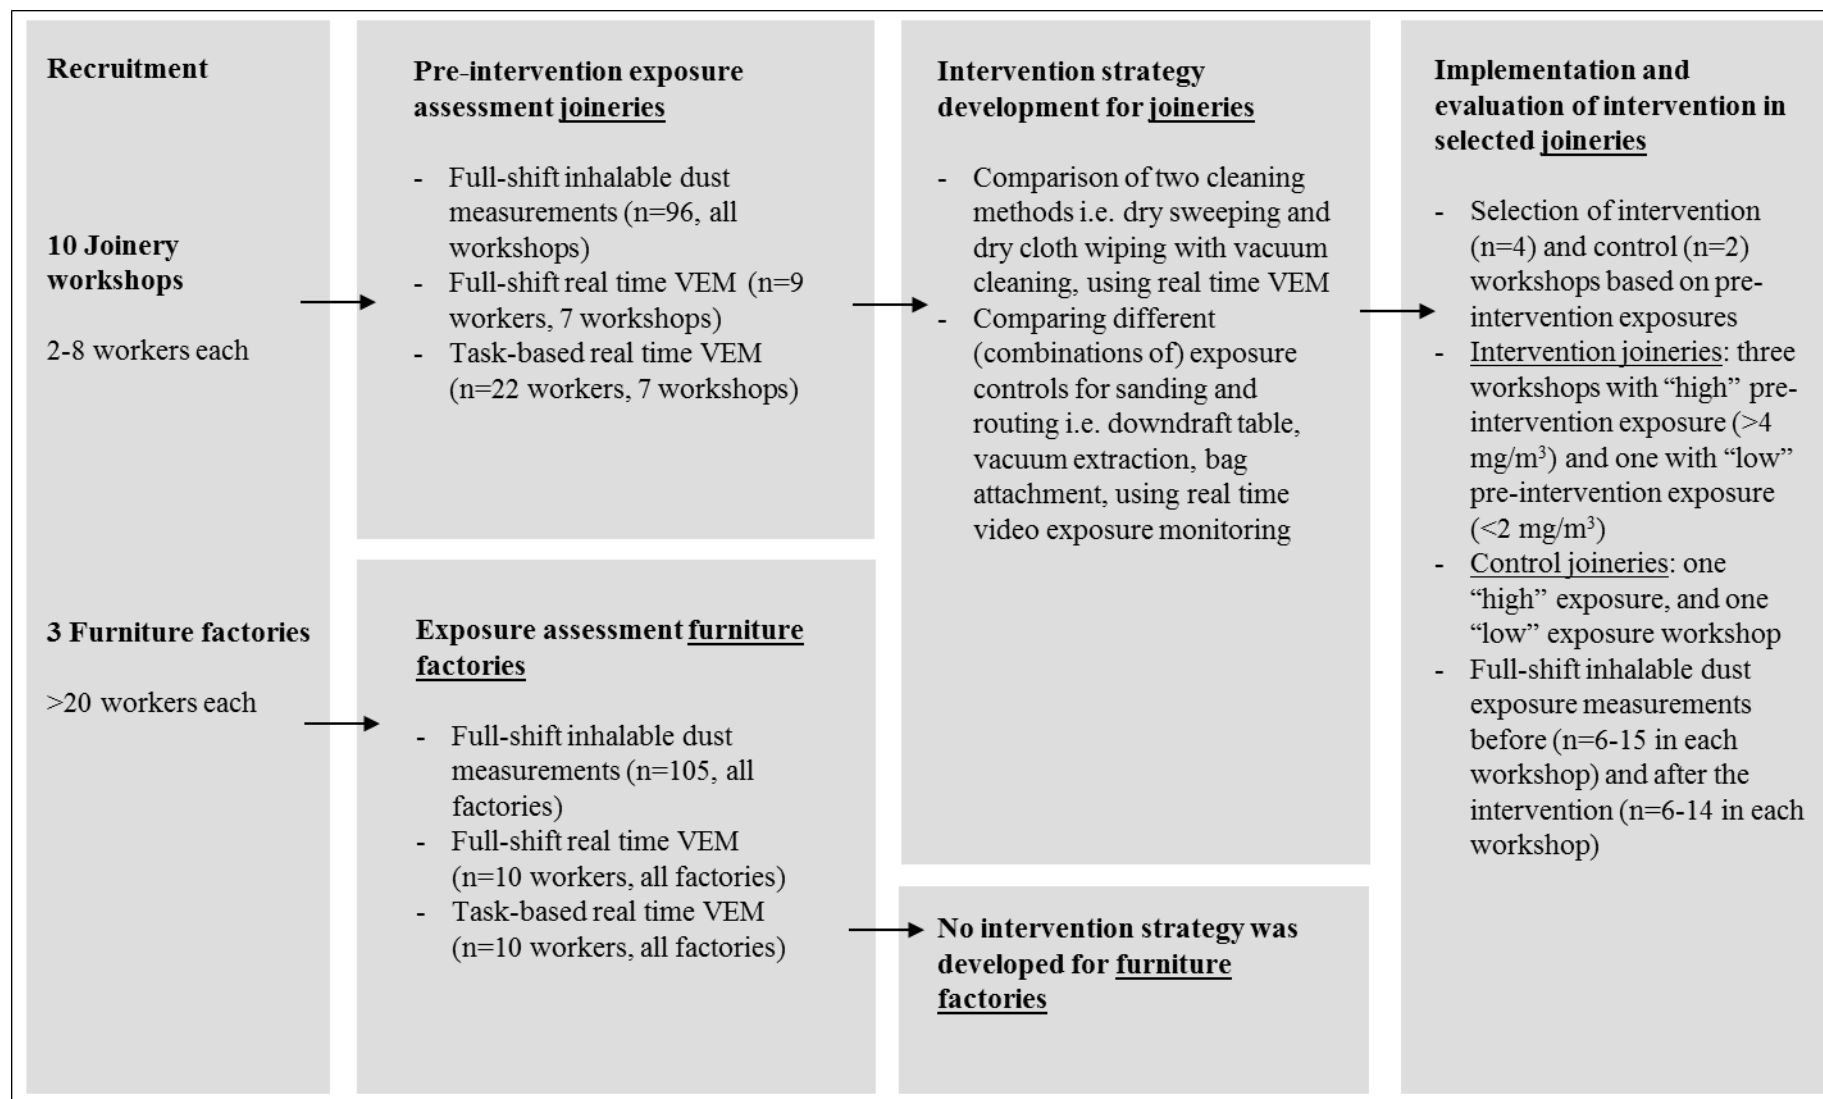 Recruitment
10 Joinery
workshops
2-8 workers each
3 Furniture factories
>20 workers each
Pre-intervention exposure
assessment joineries
- Full-shift inhalable dust
measurements (n=96, all
workshops)
- Full-shift real time VEM (n=9
workers, 7 workshops)
- Task-based real time VEM
(n=22 workers, 7 workshops)
Exposure assessment furniture
factories
- Full-shift inhalable dust
measurements (n=105, all
factories)
- Full-shift real time VEM
(n=10 workers, all factories)
- Task-based real time VEM
(n=10 workers, all factories)
Intervention strategy
development for joineries
- Comparison of two cleaning
methods i.e. dry sweeping and
dry cloth wiping with vacuum
cleaning, using real time VEM
- Comparing different
(combinations of) exposure
controls for sanding and
routing i.e. downdraft table,
vacuum extraction, bag
attachment, using real time
video exposure monitoring
No intervention strategy was
developed for furniture
factories
Implementation and
evaluation of intervention in
selected joineries
- Selection of intervention
(n=4) and control (n=2)
workshops based on pre-
intervention exposures
- Intervention joineries: three
workshops with “high” pre-
intervention exposure (>4
mg/m³) and one with “low”
pre-intervention exposure
(<2 mg/m³)
- Control joineries: one
“high” exposure, and one
“low” exposure workshop
- Full-shift inhalable dust
exposure measurements
before (n=6-15 in each
workshop) and after the
intervention (n=6-14 in each
workshop)